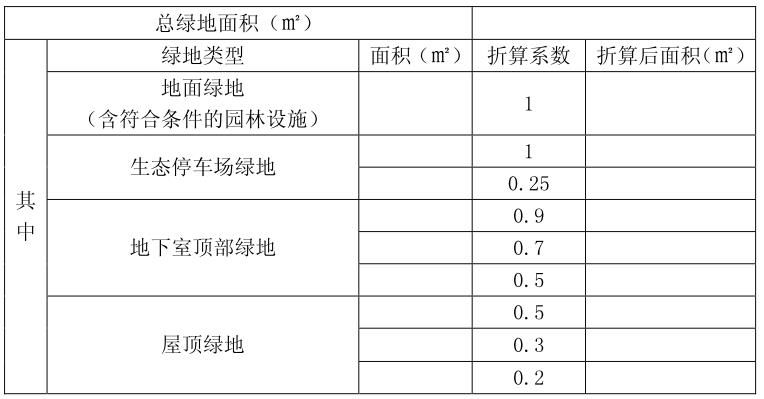 总绿地面积（㎡）
绿地类型 面积（㎡） 折算系数 折算后面积（㎡）
地面绿地
（含符合条件的园林设施）
1
生态停车场绿地
1
0.25
其中
地下室顶部绿地
0.9
0.7
0.5
屋顶绿地
0.5
0.3
0.2